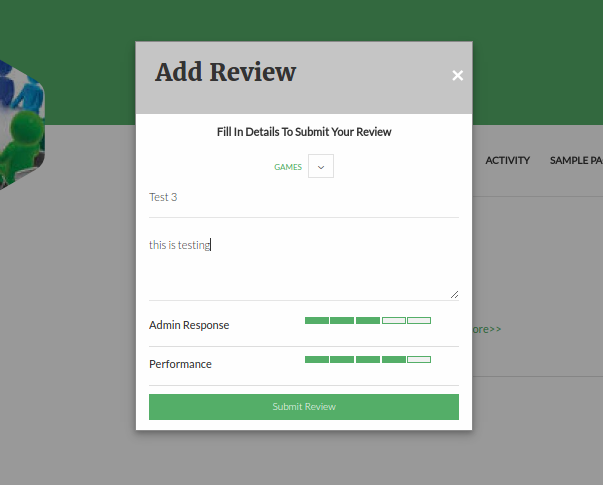 Add Review
×
Fill In Details To Submit Your Review
GAMES
ACTIVITY SAMPLE PA
Test 3
this is testing
ore>>
Admin Response
Performance
Submit Review